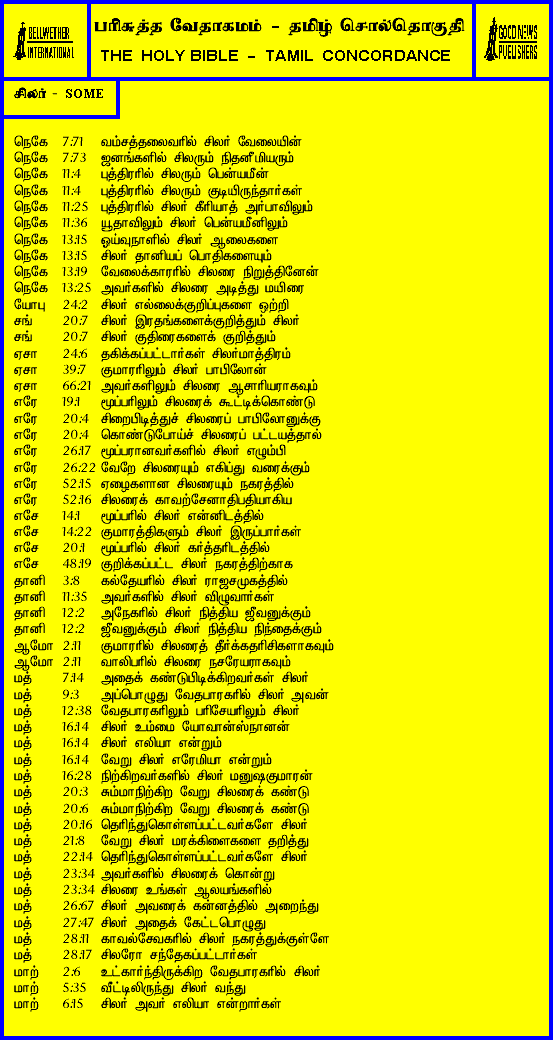 BELLWETHER
INTERNATIONAL
பரிசுத்த வேதாகமம் - தமிழ் சொல்தொகுதி
THE HOLY BIBLE - TAMIL CONCORDANCE
GOOD NEWS
PUBLISHERS
சிலர் - SOME
நெகே 7:71 வம்சத்தலைவரில் சிலர் வேலையின்
நெகே 7:73 ஜனங்களில் சிலரும் நிதனீமியரும்
நெகே 11:4 புத்திரரில் சிலரும் பென்யமீன்
நெகே 11:4 புத்திரரில் சிலரும் குடியிருந்தார்கள்
நெகே 11:25 புத்திரரில் சிலர் கீரியாத் அர்பாவிலும்
நெகே 11:36 யூதாவிலும் சிலர் பென்யமீனிலும்
நெகே 13:15 ஒய்வுநாளில் சிலர் ஆலைகளை
நெகே 13:15 சிலர் தானியப் பொதிகளையும்
நெகே 13:19 வேலைக்காரரில் சிலரை நிறுத்தினேன்
நெகே 13:25 அவர்களில் சிலரை அடித்து மயிரை
யோபு 24:2 சிலர் எல்லைக்குறிப்புகளை ஒற்றி
சங் 20:7 சிலர் இரதங்களைக்குறித்தும் சிலர்
சங் 20:7 சிலர் குதிரைகளைக் குறித்தும்
ஏசா 24:6 தகிக்கப்பட்டார்கள் சிலர்மாத்திரம்
ஏசா 39:7 குமாரரிலும் சிலர் பாபிலோன்
ஏசா 66:21 அவர்களிலும் சிலரை ஆசாரியராகவும்
எரே 19:1 மூப்பரிலும் சிலரைக் கூட்டிக்கொண்டு
எரே 20:4 சிறைபிடித்துச் சிலரைப் பாபிலோனுக்கு
எரே 20:4 கொண்டுபோய்ச் சிலரைப் பட்டயத்தால்
எரே 26:17 மூப்பரானவர்களில் சிலர் எழும்பி
எரே 26:22 வேறே சிலரையும் எகிப்து வரைக்கும்
எரே 52:15 ஏழைகளான சிலரையும் நகரத்தில்
எரே 52:16 சிலரைக் காவற்சேனாதிபதியாகிய
எசே 14:1 மூப்பரில் சிலர் என்னிடத்தில்
எசே 14:22 குமாரத்திகளும் சிலர் இருப்பார்கள்
எசே 20:1 மூப்பரில் சிலர் கர்த்தரிடத்தில்
எசே 48:19 குறிக்கப்பட்ட சிலர் நகரத்திற்காக
தானி 3:8 கல்தேயரில் சிலர் ராஜசமுகத்தில்
தானி 11:35 அவர்களில் சிலர் விழுவார்கள்
தானி 12:2 அநேகரில் சிலர் நித்திய ஜீவனுக்கும்
தானி 12:2 ஜீவனுக்கும் சிலர் நித்திய நிந்தைக்கும்
ஆமோ 2:11 குமாரரில் சிலரைத் தீர்க்கதரிசிகளாகவும்
ஆமோ 2:11 வாலிபரில் சிலரை நசரேயராகவும்
மத் 7:14 அதைக் கண்டுபிடிக்கிறவர்கள் சிலர்
மத் 9:3 அப்பொழுது வேதபாரகரில் சிலர் அவன்
மத் 12:38 வேதபாரகரிலும் பரிசேயரிலும் சிலர்
மத் 16:14 சிலர் உம்மை யோவான்ஸ்நானன்
மத் 16:14 சிலர் எலியா என்றும்
மத் 16:14 வேறு சிலர் எரேமியா என்றும்
மத் 16:28 நிற்கிறவர்களில் சிலர் மனுஷகுமாரன்
மத் 20:3 சும்மாநிற்கிற வேறு சிலரைக் கண்டு
மத் 20:6 சும்மாநிற்கிற வேறு சிலரைக் கண்டு
மத் 20:16 தெரிந்துகொள்ளப்பட்டவர்களே சிலர்
மத் 21:8 வேறு சிலர் மரக்கிளைகளை தறித்து
மத் 22:14 தெரிந்துகொள்ளப்பட்டவர்களே சிலர்
மத் 23:34 அவர்களில் சிலரைக் கொன்று
மத் 23:34 சிலரை உங்கள் ஆலயங்களில்
மத் 26:67 சிலர் அவரைக் கன்னத்தில் அறைந்து
மத் 27:47 சிலர் அதைக் கேட்டபொழுது
மத் 28:11 காவல்சேவகரில் சிலர் நகரத்துக்குள்ளே
மத் 28:17 சிலரோ சந்தேகப்பட்டார்கள்
மாற் 2:6 உட்கார்ந்திருக்கிற வேதபாரகரில் சிலர்
மாற் 5:35 வீட்டிலிருந்து சிலர் வந்து
மாற் 6:15 சிலர் அவர் எலியா என்றார்கள்